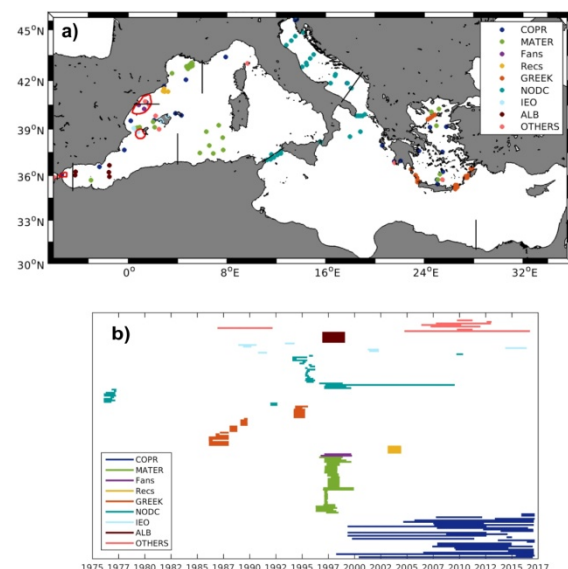 a)
45°N
42°N
39°N
36°N
33°N
30°N
0°
8°E
16°E
24°E
32°E
COPR
MATER
Fans
Recs
GREEK
NODC
IEO
ALB
OTHERS
b)
COPR
MATER
Fans
Recs
GREEK
NODC
IEO
ALB
OTHERS
1975 1977 1980 1982 1985 1987 1990 1992 1995 1997 2000 2002 2005 2007 2010 2012 2015 2017